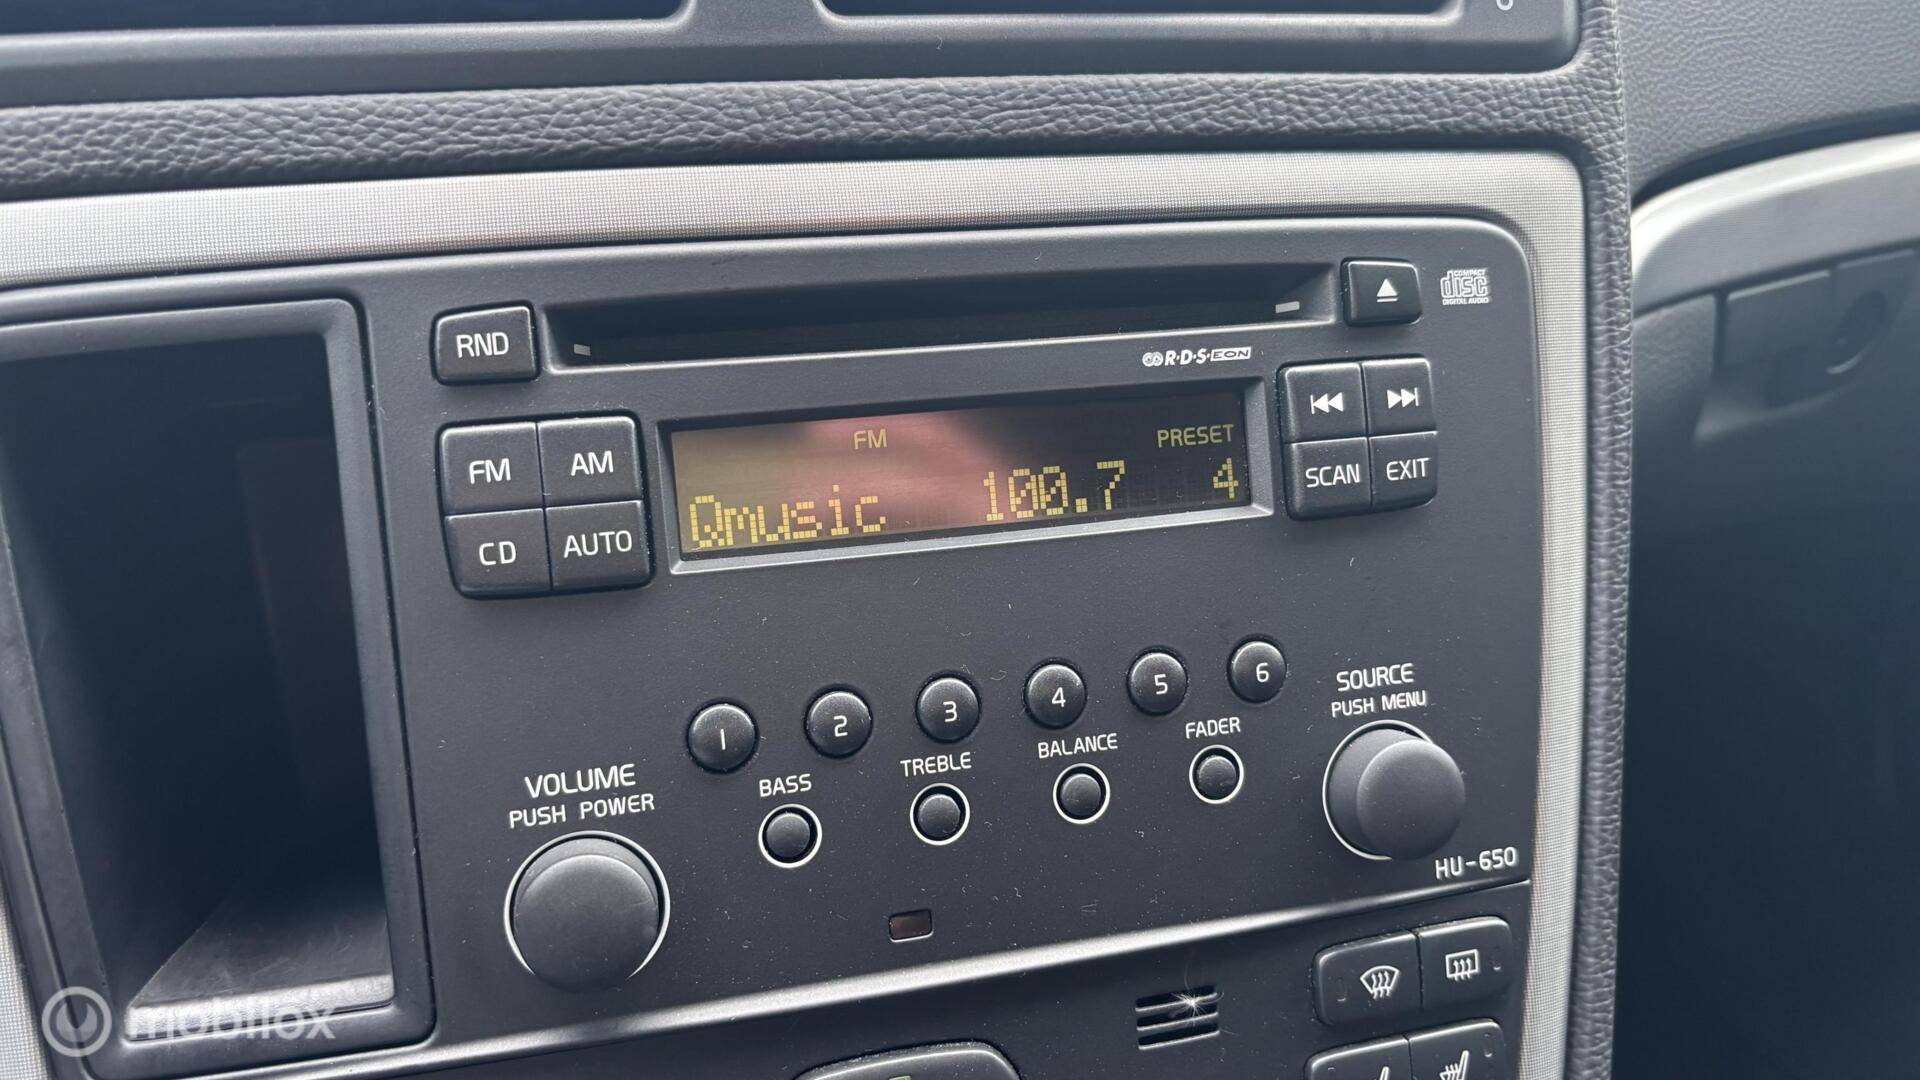 COMPACT
disc
DIGITAL AUDIO
RND
R·D·S·EON
FM
PRESET
Qmusic 100.7 4
FM
AM
CD
AUTO
SCAN
EXIT
1
2
3
4
5
6
BASS
TREBLE
BALANCE
FADER
VOLUME
PUSH POWER
SOURCE
PUSH MENU
HU-650
mobilox